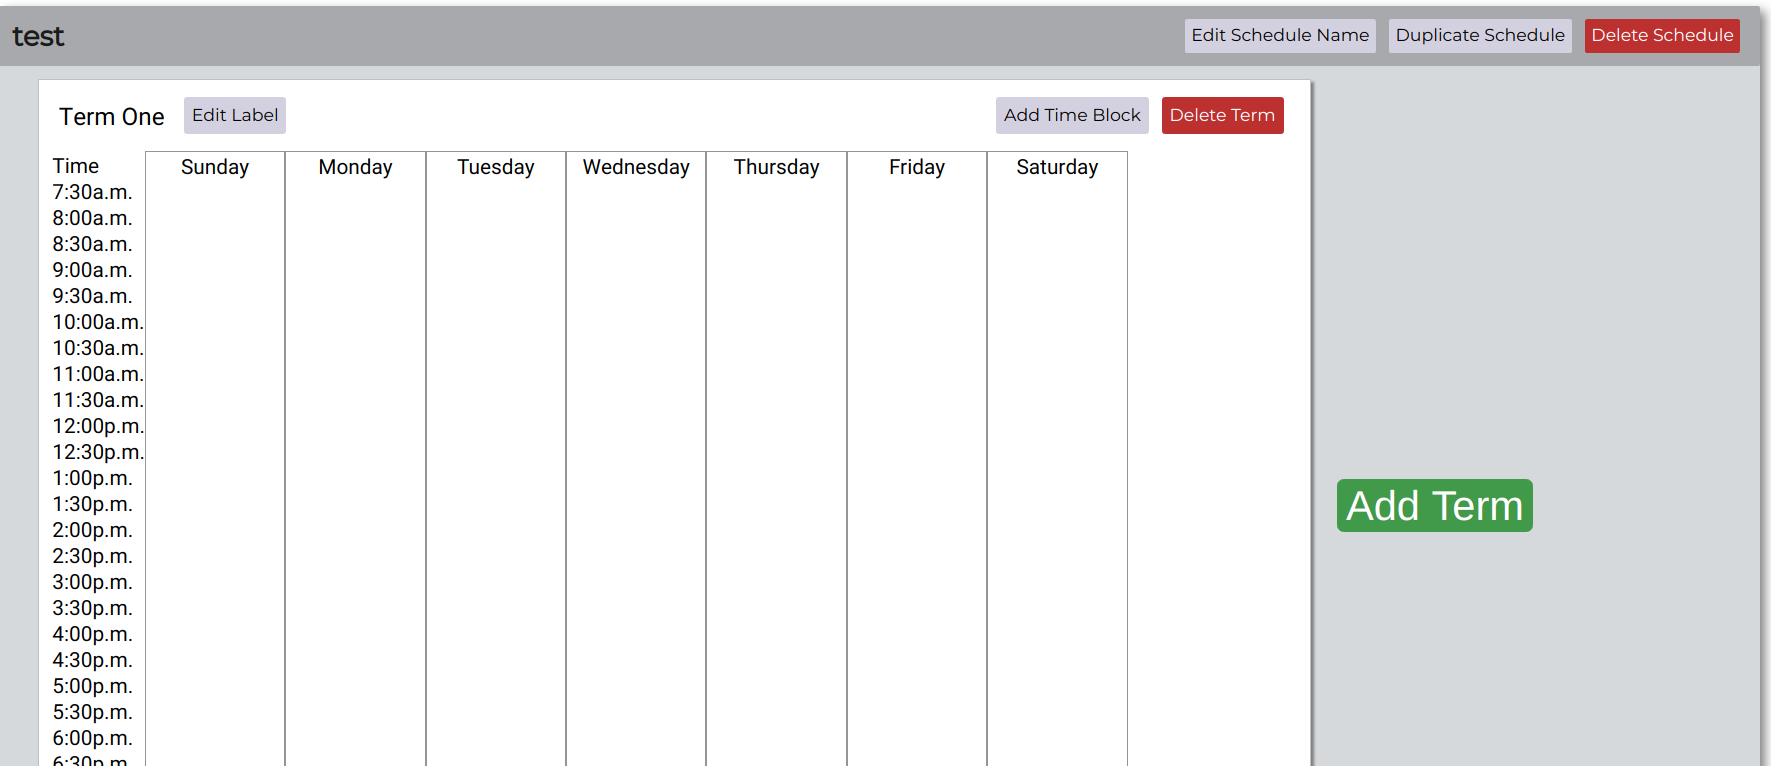 test Edit Schedule Name Duplicate Schedule Delete Schedule
Term One Edit Label Add Time Block Delete Term
Time Sunday Monday Tuesday Wednesday Thursday Friday Saturday
7:30a.m.
8:00a.m.
8:30a.m.
9:00a.m.
9:30a.m.
10:00a.m.
10:30a.m.
11:00a.m.
11:30a.m.
12:00p.m.
12:30p.m.
1:00p.m.
1:30p.m.
Add Term
2:00p.m.
2:30p.m.
3:00p.m.
3:30p.m.
4:00p.m.
4:30p.m.
5:00p.m.
5:30p.m.
6:00p.m.
6:30p.m.